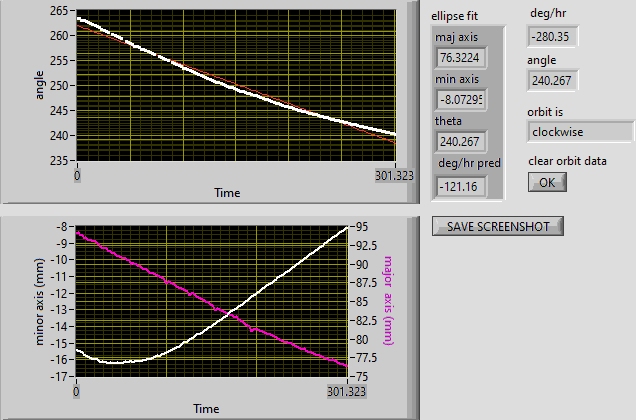 265
260
255
250
245
240
235
angle
0
301.323
Time
ellipse fit
maj axis
76.3224
min axis
-8.07295
theta
240.267
deg/hr pred
-121.16
deg/hr
-280.35
angle
240.267
orbit is
clockwise
clear orbit data
OK
SAVE SCREENSHOT
-8
-9
-10
-11
-12
-13
-14
-15
-16
-17
minor axis (mm)
95
92.5
90
87.5
85
82.5
80
77.5
75
major axis (mm)
0
301.323
Time